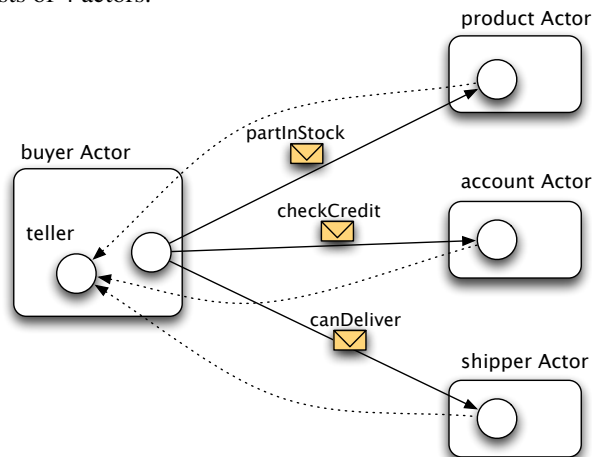 sts of 4 actors.
product Actor
partInStock
buyer Actor
account Actor
checkCredit
teller
canDeliver
shipper Actor